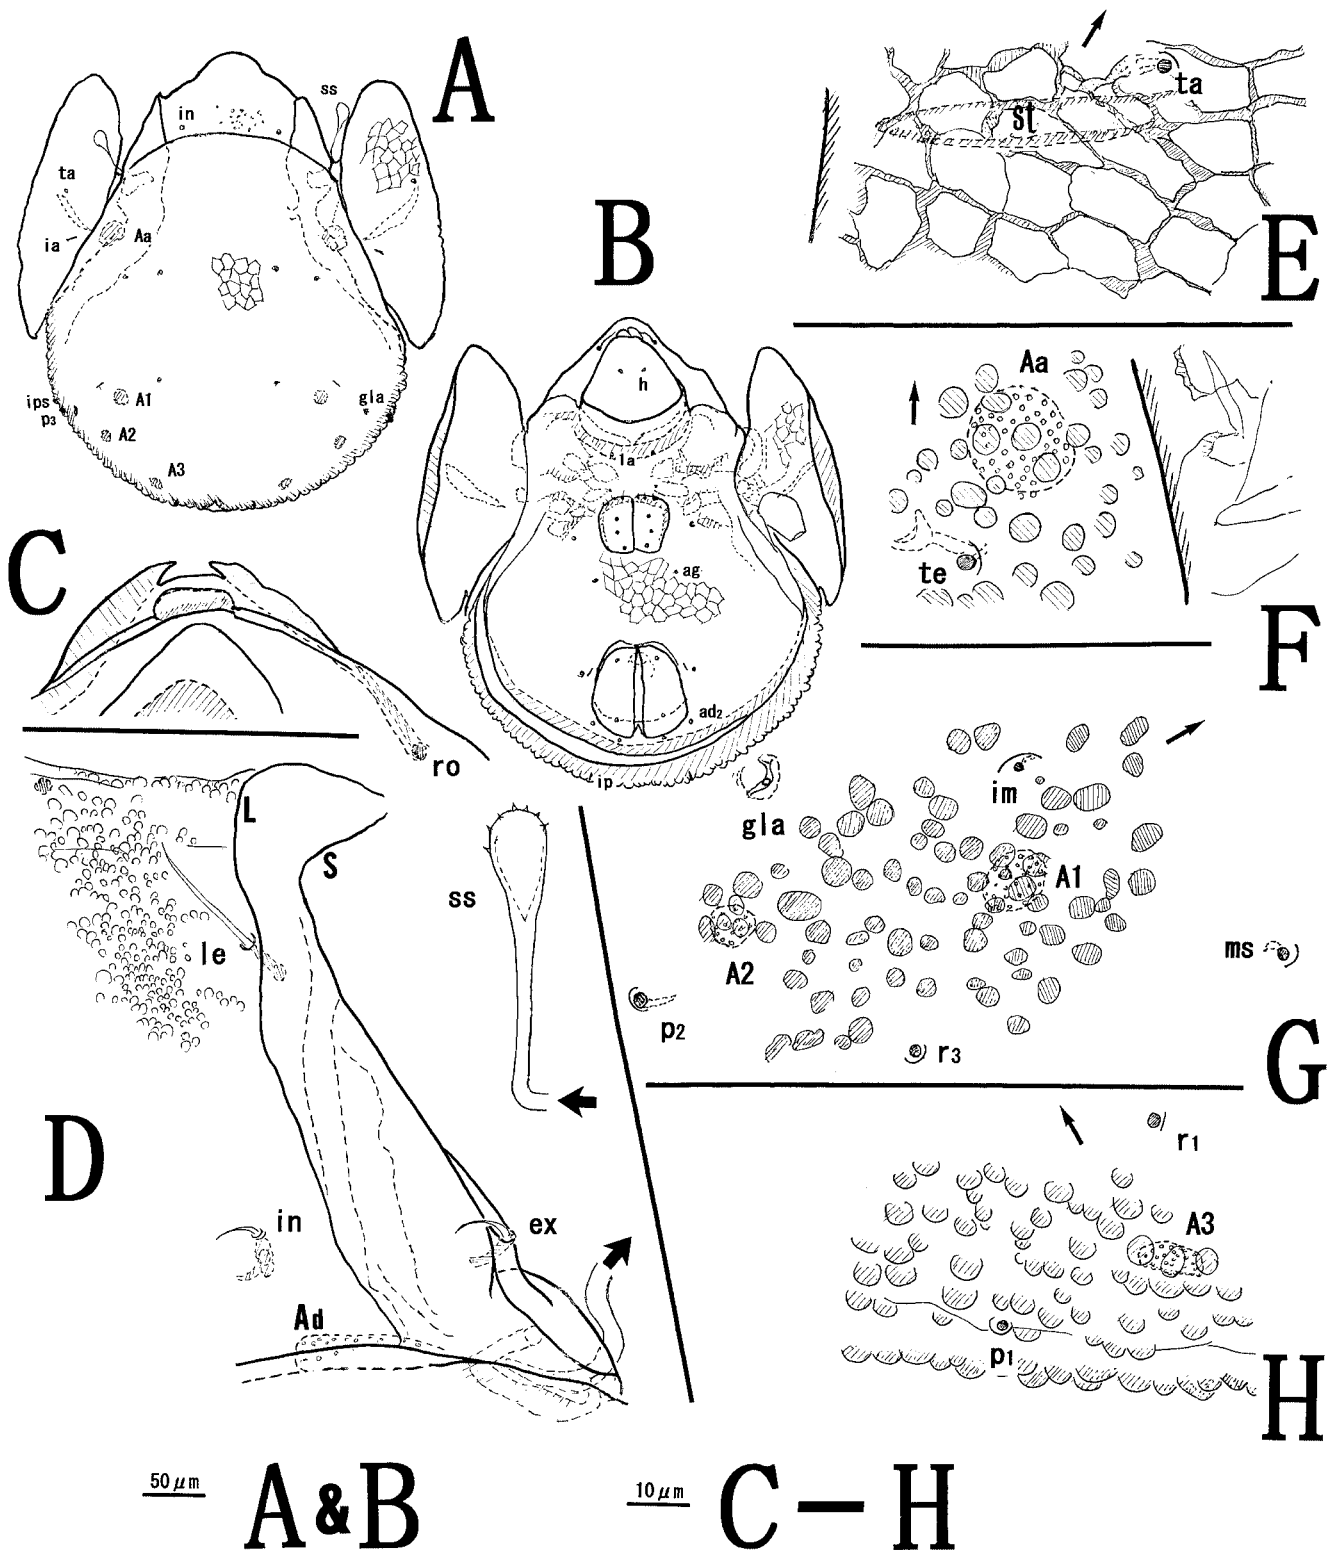 A
in
ss
ta
ia
Aa
ips
p3
A1
A2
A3
gla
B
h
1a
ag
ad2
ip
C
ro
D
L
S
le
ss
in
ex
Ad
E
ta
st
F
Aa
te
G
im
gla
A1
A2
ms
p2
r3
H
r1
A3
p1
50 μm A&B
10 μm C－H